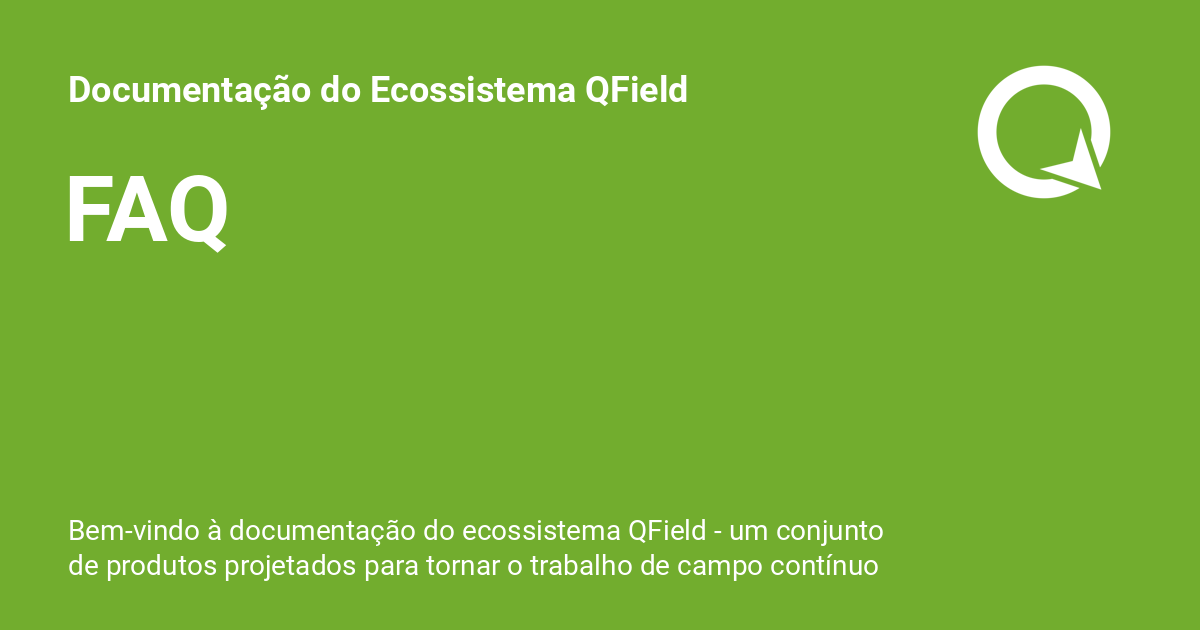 Documentação do Ecossistema QField
FAQ
Bem-vindo à documentação do ecossistema QField - um conjunto
de produtos projetados para tornar o trabalho de campo contínuo